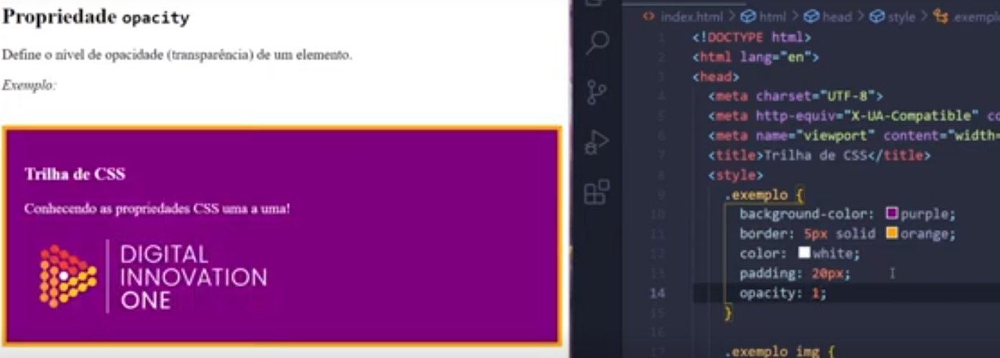 Propriedade opacity
Define o nível de opacidade (transparência) de um elemento.
Exemplo:
Trilha de CSS
Conhecendo as propriedades CSS uma a uma!
DIGITAL
INNOVATION
ONE
index.html > html > head > style > .exemplo
1 <!DOCTYPE html>
2 <html lang="en">
3 <head>
4 <meta charset="UTF-8">
5 <meta http-equiv="X-UA-Compatible" co
6 <meta name="viewport" content="width=
7 <title>Trilha de CSS</title>
8 <style>
9 .exemplo {
10 background-color: purple;
11 border: 5px solid orange;
12 color: white;
13 padding: 20px;
14 opacity: 1;
15 }
16
17 .exemplo img {